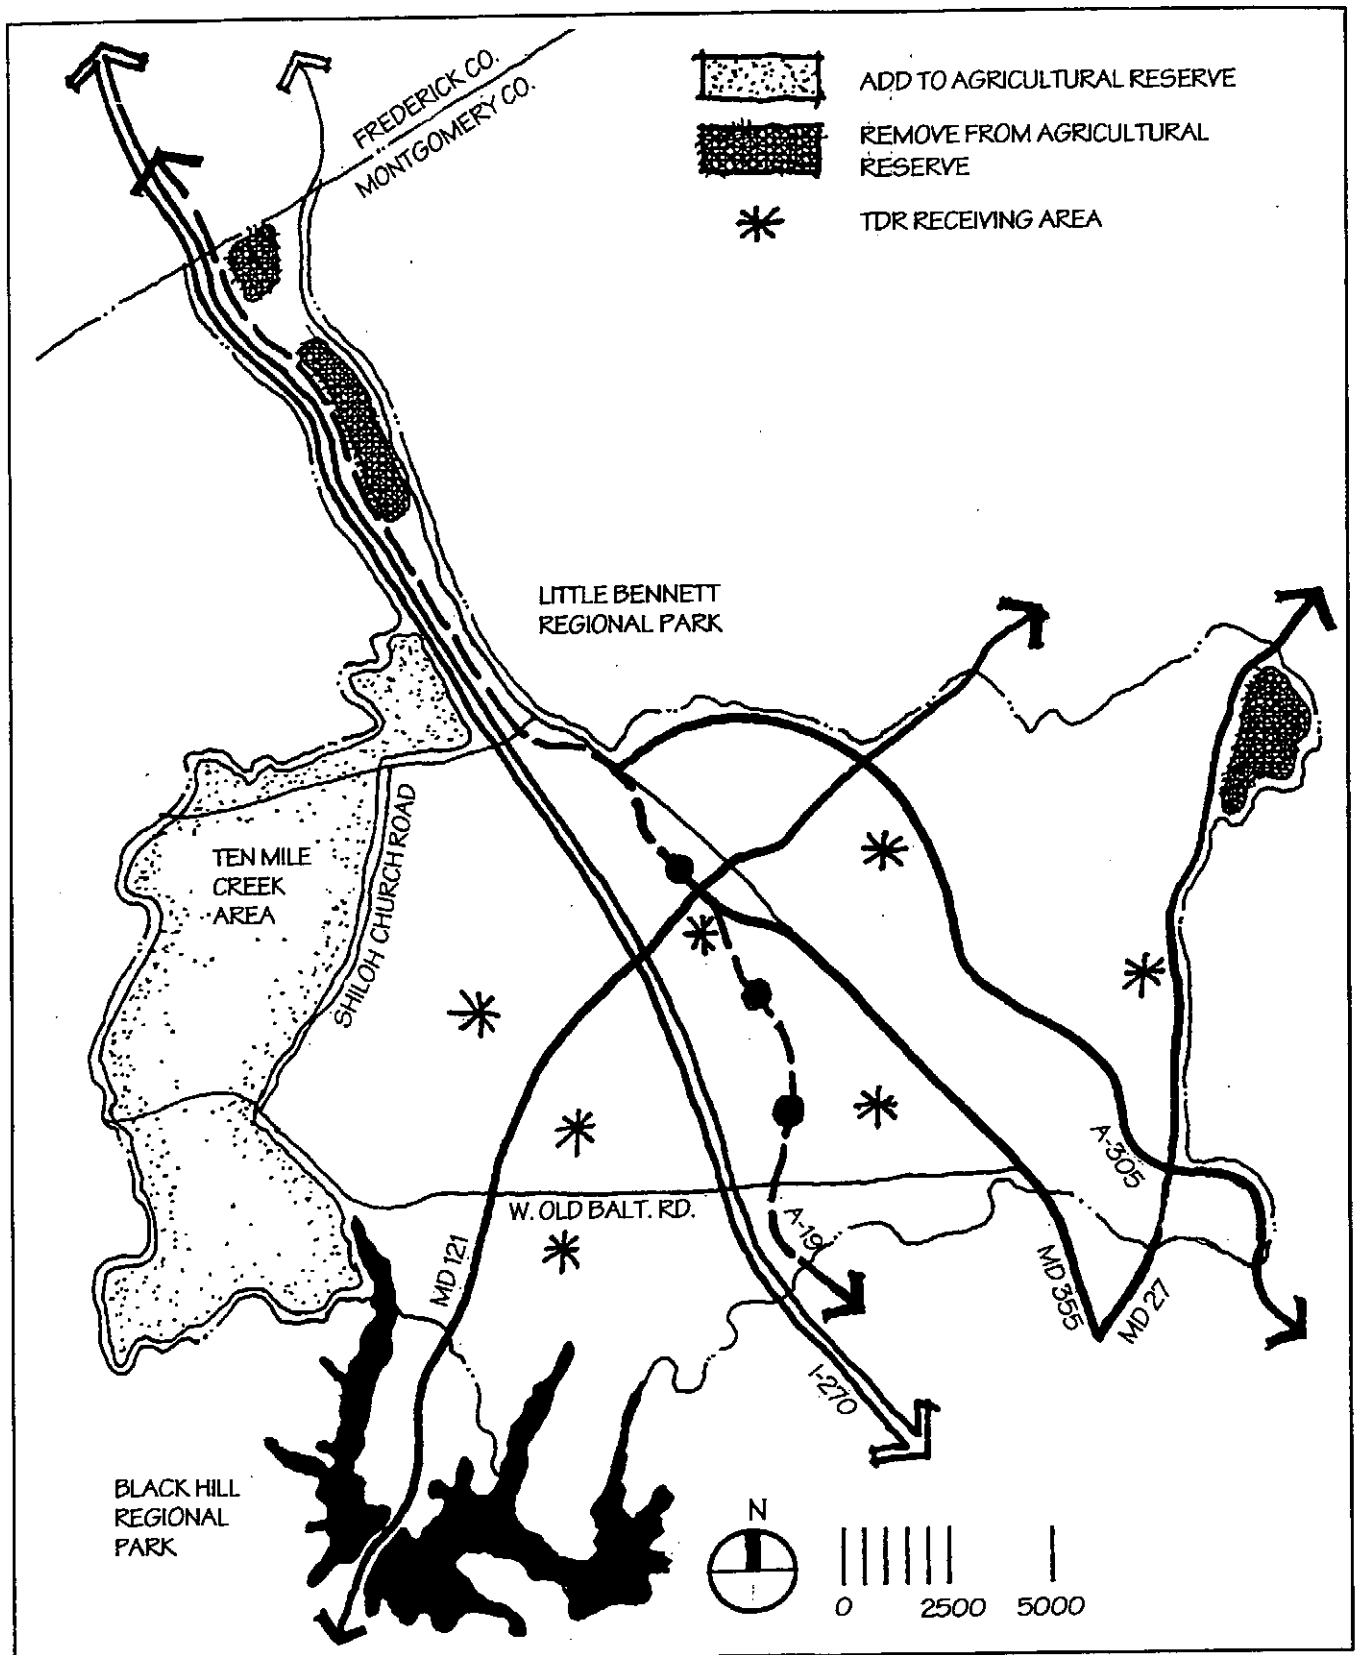 FREDERICK CO.
MONTGOMERY CO.
ADD TO AGRICULTURAL RESERVE
REMOVE FROM AGRICULTURAL
RESERVE
TDR RECEIVING AREA
LITTLE BENNETT
REGIONAL PARK
TEN MILE
CREEK
AREA
SHILOH CHURCH ROAD
A-305
W. OLD BALT. RD.
A-19
MD 121
MD 355
MD 27
I-270
BLACK HILL
REGIONAL
PARK
N
0 2500 5000